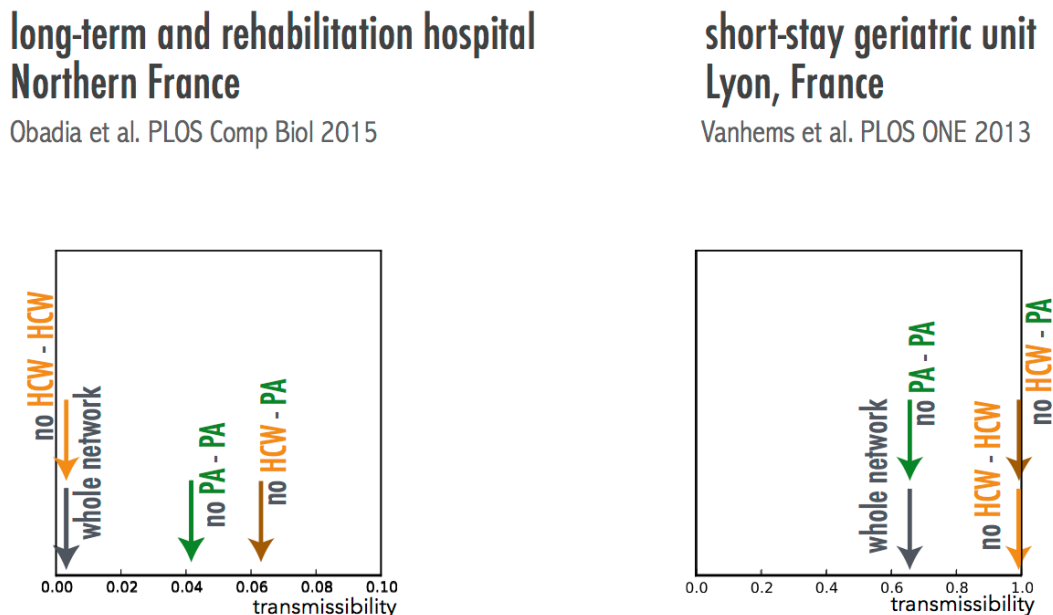 long-term and rehabilitation hospital
Northern France
Obadia et al. PLOS Comp Biol 2015
no HCW - HCW
whole network
no PA - PA
no HCW - PA
0.00 0.02 0.04 0.06 0.08 0.10
transmissibility
short-stay geriatric unit
Lyon, France
Vanhems et al. PLOS ONE 2013
whole network
no PA - PA
no HCW - HCW
no HCW - PA
0.0 0.2 0.4 0.6 0.8 1.0
transmissibility